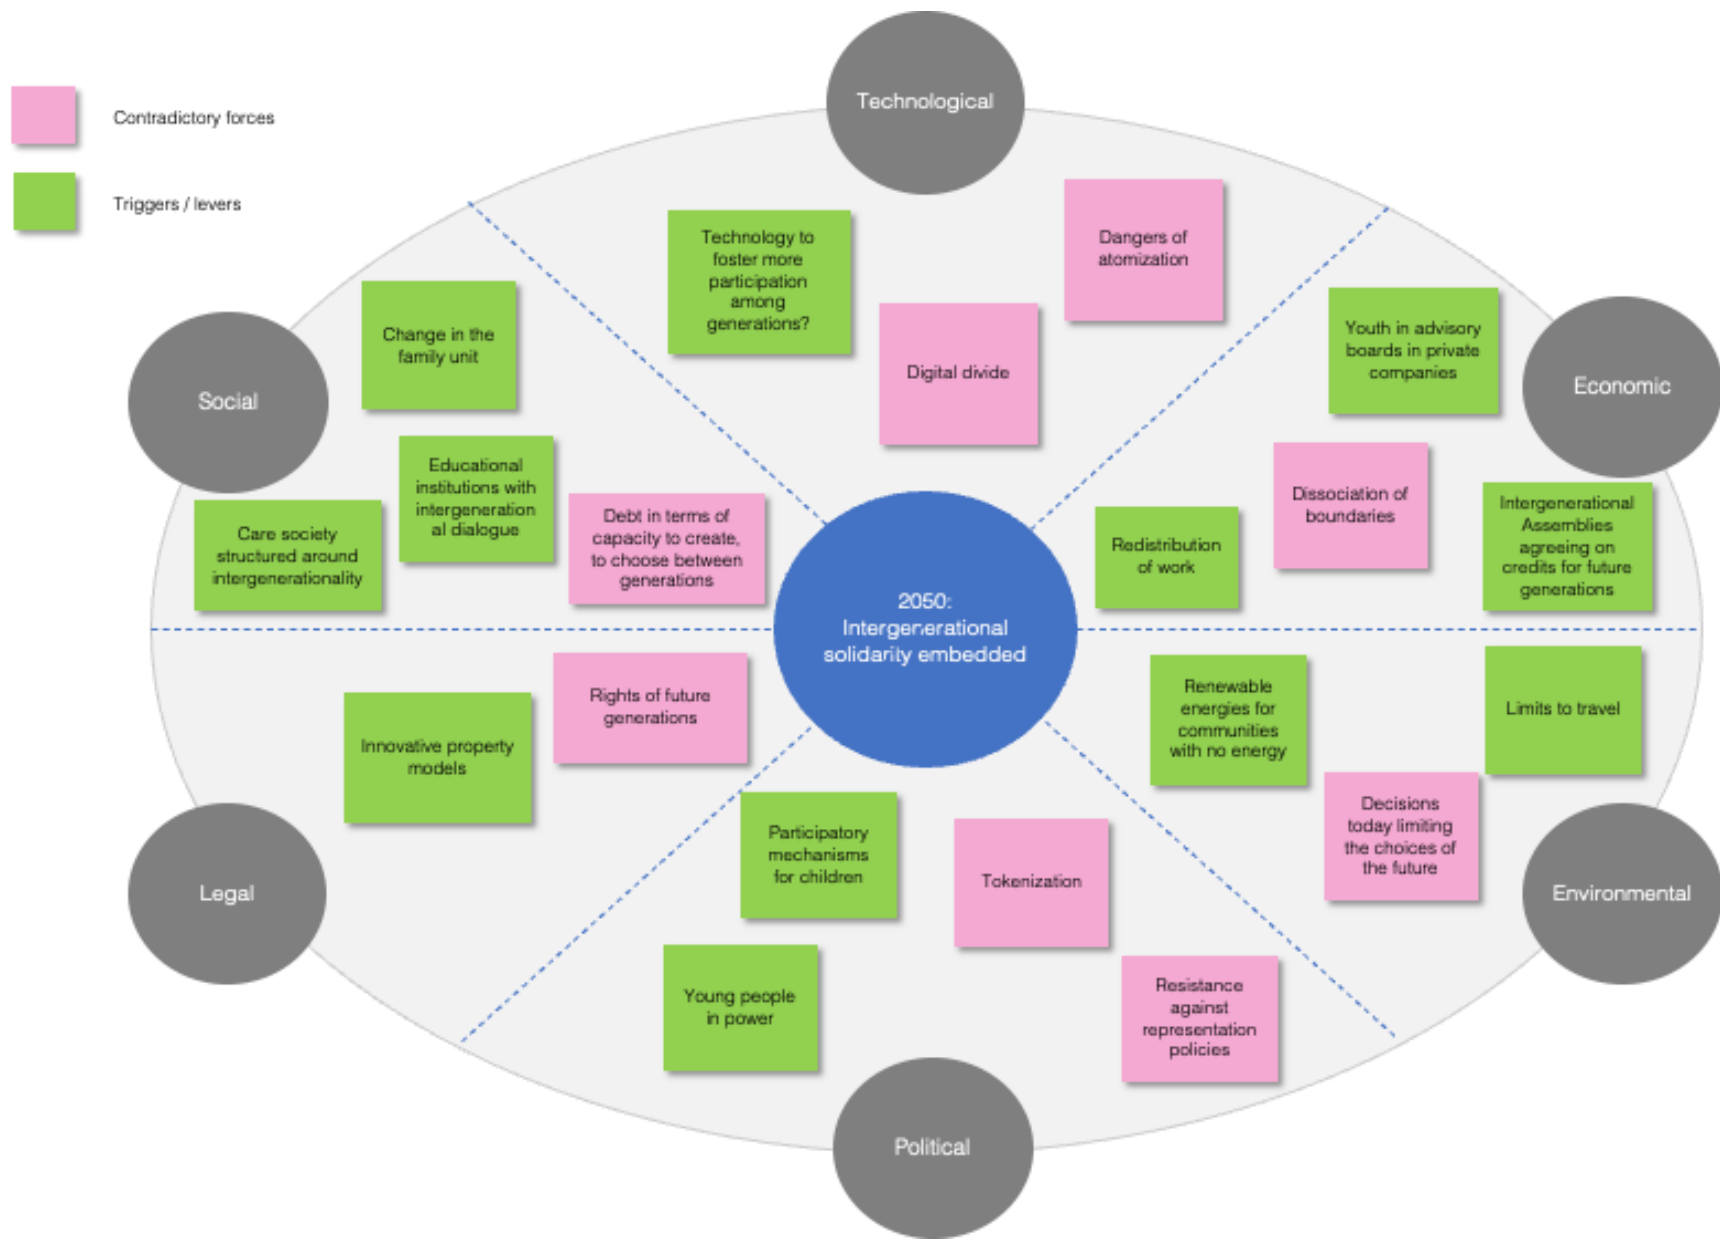 Technological
Contradictory forces
Triggers / levers
Technology to
foster more
participation
among
generations?
Dangers of
atomization
Digital divide
Social
Change in the
family unit
Educational
institutions with
intergeneration
al dialogue
Care society
structured around
intergenerationality
Debt in terms of
capacity to create,
to choose between
generations
Economic
Youth in advisory
boards in private
companies
Dissociation of
boundaries
Redistribution
of work
Intergenerational
Assemblies
agreeing on
credits for future
generations
2050:
Intergenerational
solidarity embedded
Rights of future
generations
Innovative property
models
Legal
Renewable
energies for
communities
with no energy
Limits to travel
Decisions
today limiting
the choices of
the future
Environmental
Participatory
mechanisms
for children
Tokenization
Young people
in power
Resistance
against
representation
policies
Political